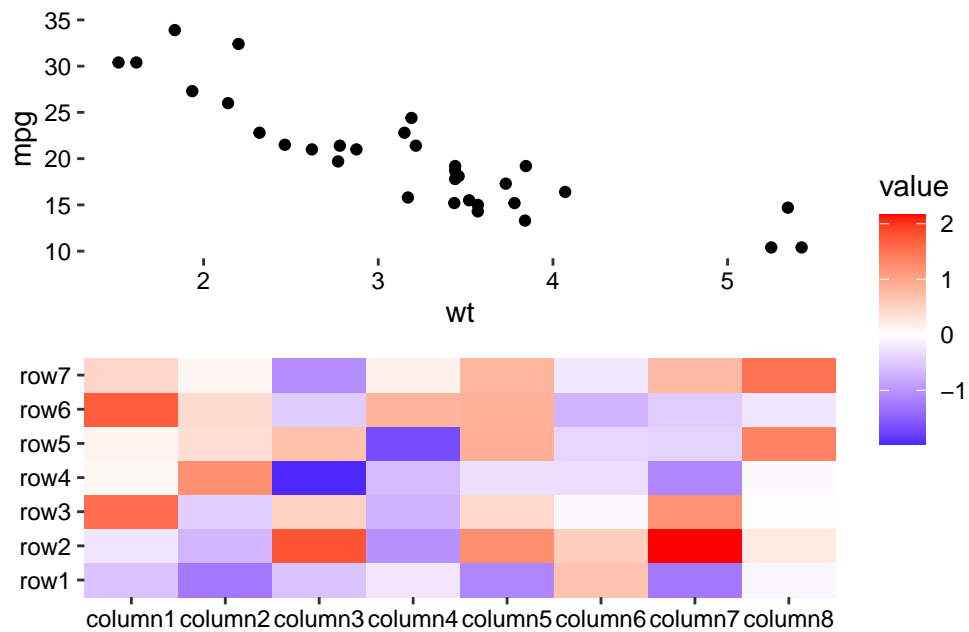 35
30
25
20
15
10
mpg
2 3 4 5
wt
value
2
1
0
−1
row7
row6
row5
row4
row3
row2
row1
column1 column2 column3 column4 column5 column6 column7 column8